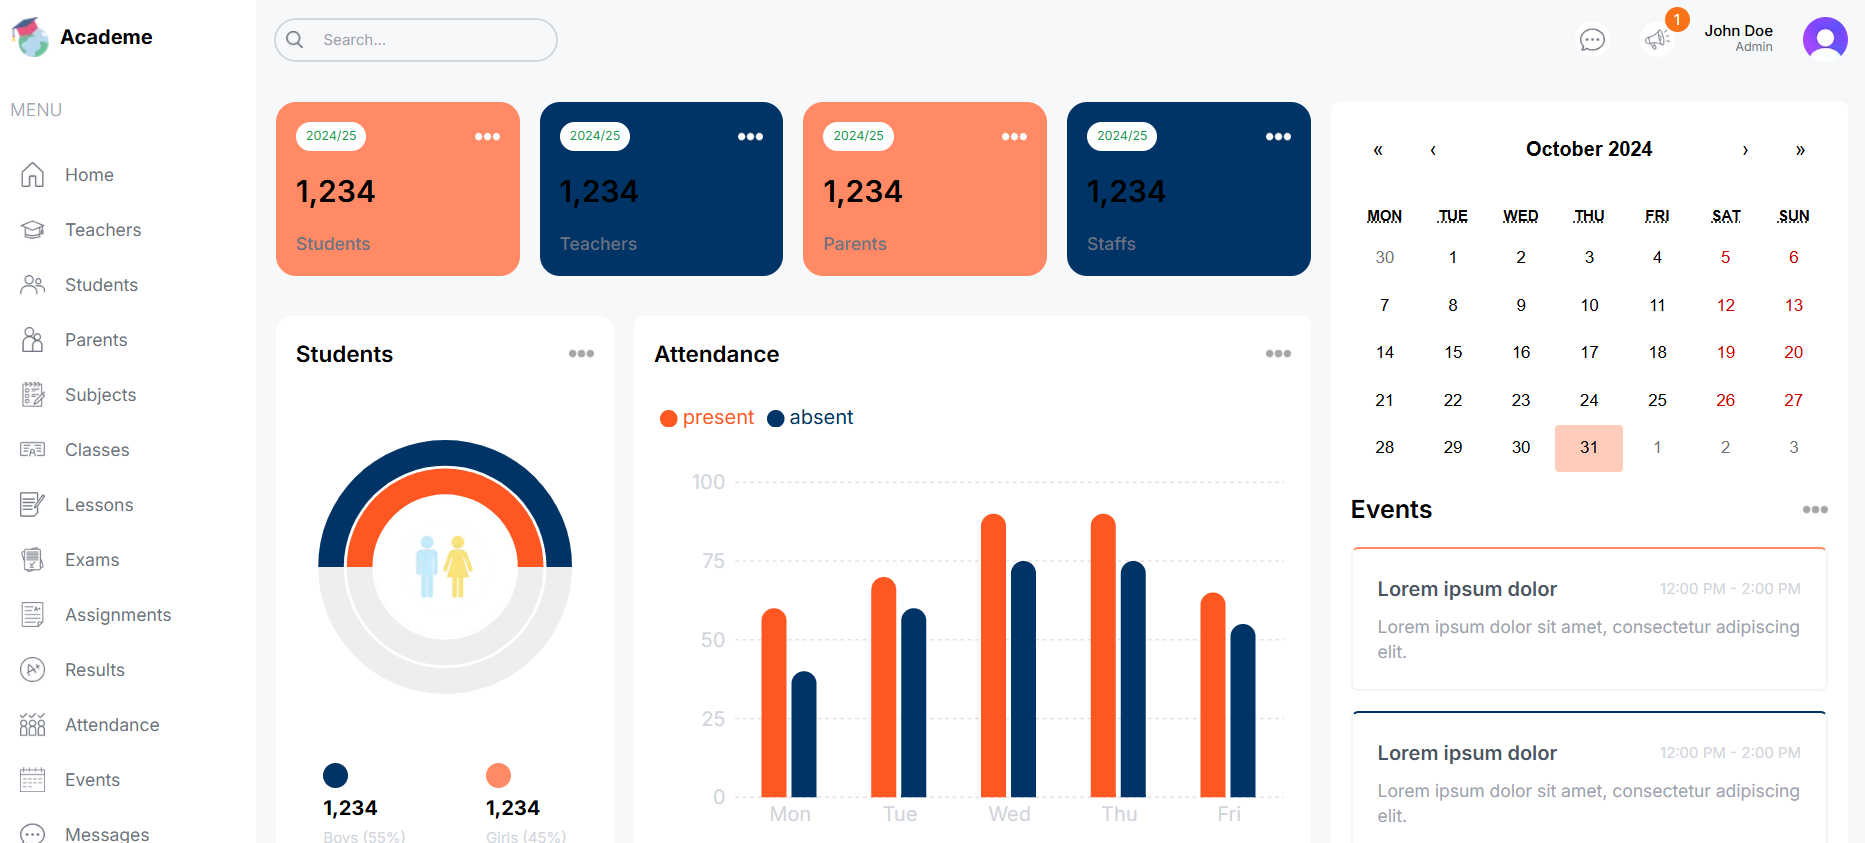 Academe
MENU
Home
Teachers
Students
Parents
Subjects
Classes
Lessons
Exams
Assignments
Results
Attendance
Events
Messages
Search...
1
John Doe
Admin
2024/25
1,234
Students
2024/25
1,234
Teachers
2024/25
1,234
Parents
2024/25
1,234
Staffs
Students
1,234
Boys (55%)
1,234
Girls (45%)
Attendance
present absent
100
75
50
25
0
Mon Tue Wed Thu Fri
« ‹ October 2024 › »
MON TUE WED THU FRI SAT SUN
30 1 2 3 4 5 6
7 8 9 10 11 12 13
14 15 16 17 18 19 20
21 22 23 24 25 26 27
28 29 30 31 1 2 3
Events
Lorem ipsum dolor 12:00 PM - 2:00 PM
Lorem ipsum dolor sit amet, consectetur adipiscing
elit.
Lorem ipsum dolor 12:00 PM - 2:00 PM
Lorem ipsum dolor sit amet, consectetur adipiscing
elit.